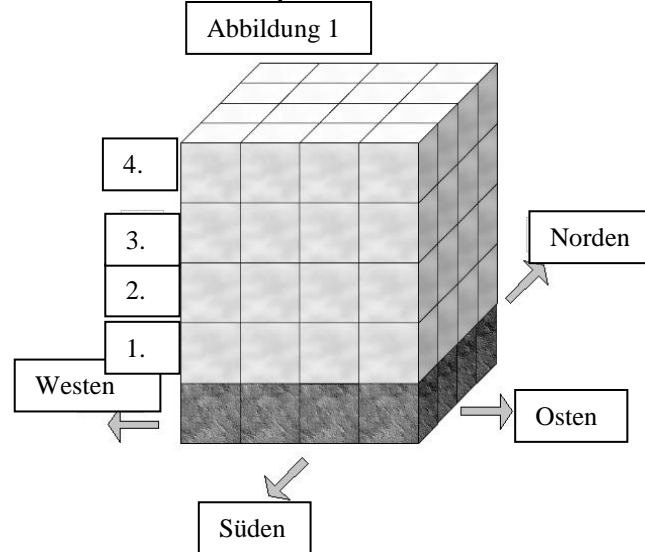 Abbildung 1
4.
3.
Norden
2.
1.
Westen
Osten
Süden